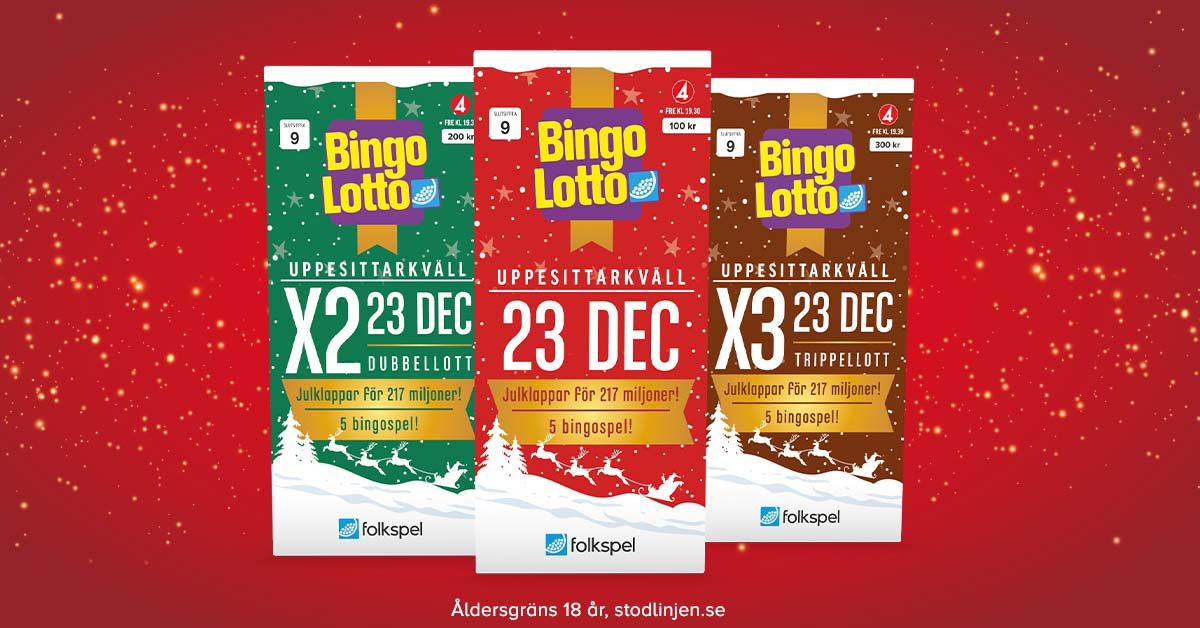 SLUTSIFFRA
9
4
• FRE KL 19.30
200 kr
Bingo
Lotto
UPPESITTARKVÄLL
X2 23 DEC
DUBBELLOTT
Julklappar för 217 miljoner!
5 bingospel!
folkspel
SLUTSIFFRA
9
4
• FRE KL 19.30
100 kr
Bingo
Lotto
UPPESITTARKVÄLL
23 DEC
Julklappar för 217 miljoner!
5 bingospel!
folkspel
SLUTSIFFRA
9
4
• FRE KL 19.30
300 kr
Bingo
Lotto
UPPESITTARKVÄLL
X3 23 DEC
TRIPPELLOTT
Julklappar för 217 miljoner!
5 bingospel!
folkspel
Åldersgräns 18 år, stodlinjen.se